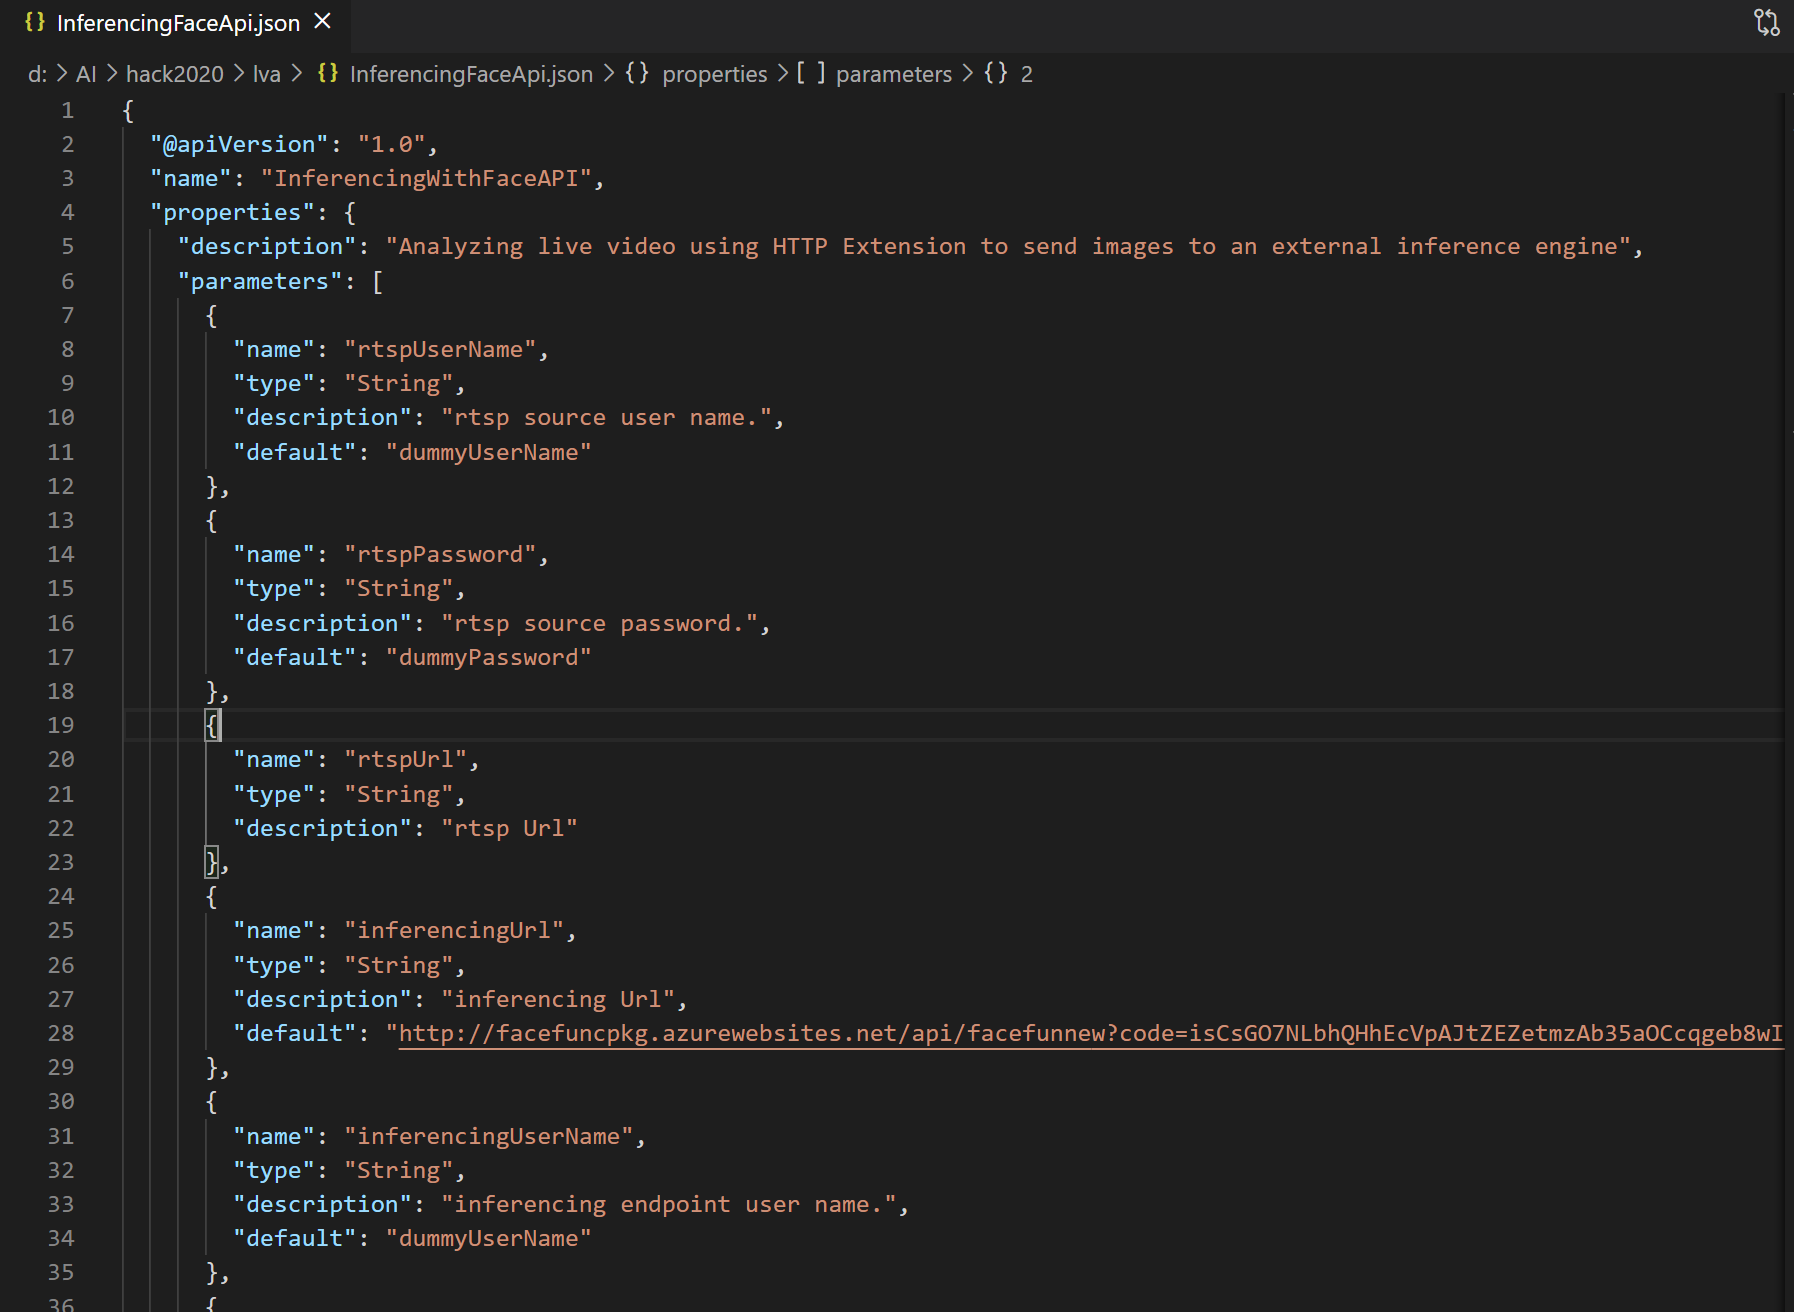 {} InferencingFaceApi.json ×
d: > AI > hack2020 > lva > {} InferencingFaceApi.json > {} properties > [ ] parameters > {} 2
1 {
2 "@apiVersion": "1.0",
3 "name": "InferencingWithFaceAPI",
4 "properties": {
5 "description": "Analyzing live video using HTTP Extension to send images to an external inference engine",
6 "parameters": [
7 {
8 "name": "rtspUserName",
9 "type": "String",
10 "description": "rtsp source user name.",
11 "default": "dummyUserName"
12 },
13 {
14 "name": "rtspPassword",
15 "type": "String",
16 "description": "rtsp source password.",
17 "default": "dummyPassword"
18 },
19 {
20 "name": "rtspUrl",
21 "type": "String",
22 "description": "rtsp Url"
23 },
24 {
25 "name": "inferencingUrl",
26 "type": "String",
27 "description": "inferencing Url",
28 "default": "http://facefuncpkg.azurewebsites.net/api/facefunnew?code=isCsGO7NLbhQHhEcVpAJtZEZetmzAb35aOCcqgeb8wI
29 },
30 {
31 "name": "inferencingUserName",
32 "type": "String",
33 "description": "inferencing endpoint user name.",
34 "default": "dummyUserName"
35 },
36 {